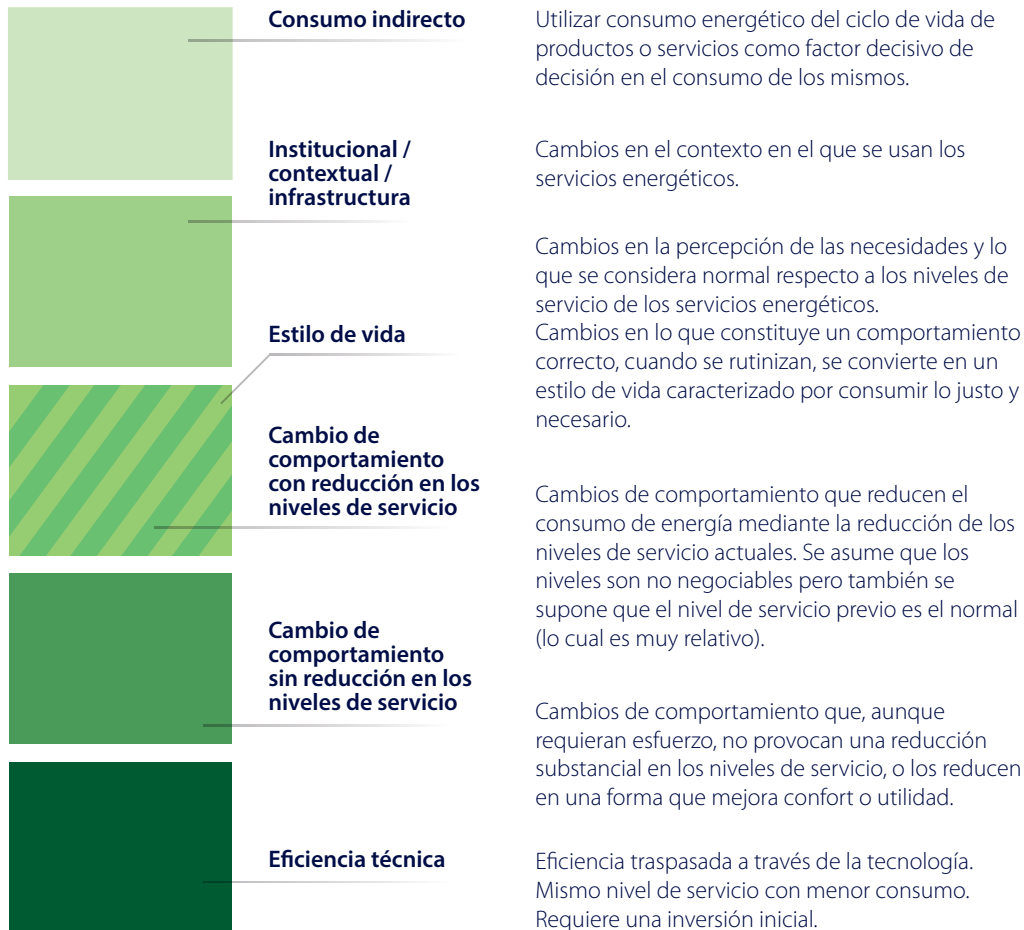 Consumo indirecto
Utilizar consumo energético del ciclo de vida de
productos o servicios como factor decisivo de
decisión en el consumo de los mismos.
Institucional /
contextual /
infrastructura
Cambios en el contexto en el que se usan los
servicios energéticos.
Estilo de vida
Cambios en la percepción de las necesidades y lo
que se considera normal respecto a los niveles de
servicio de los servicios energéticos.
Cambios en lo que constituye un comportamiento
correcto, cuando se rutinizan, se convierte en un
estilo de vida caracterizado por consumir lo justo y
necesario.
Cambio de
comportamiento
con reducción en los
niveles de servicio
Cambios de comportamiento que reducen el
consumo de energía mediante la reducción de los
niveles de servicio actuales. Se asume que los
niveles son no negociables pero también se
supone que el nivel de servicio previo es el normal
(lo cual es muy relativo).
Cambio de
comportamiento
sin reducción en los
niveles de servicio
Cambios de comportamiento que, aunque
requieran esfuerzo, no provocan una reducción
substancial en los niveles de servicio, o los reducen
en una forma que mejora confort o utilidad.
Eficiencia técnica
Eficiencia traspasada a través de la tecnología.
Mismo nivel de servicio con menor consumo.
Requiere una inversión inicial.